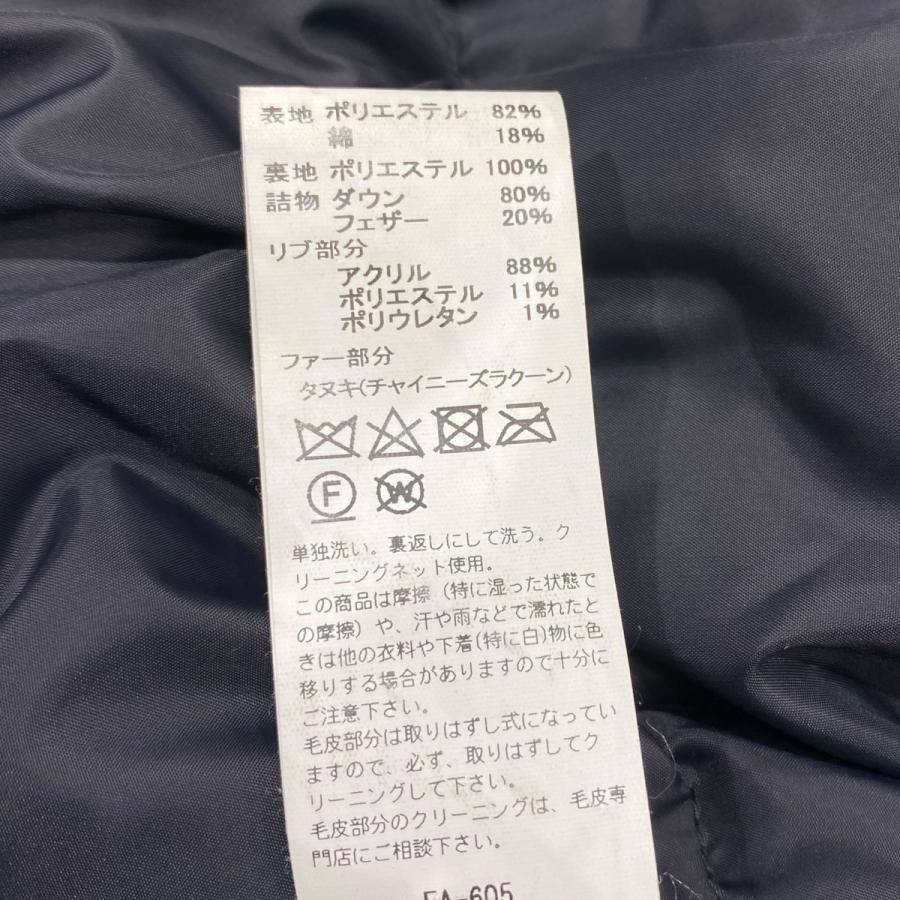 表地 ポリエステル 82%
綿 18%
裏地 ポリエステル 100%
詰物 ダウン 80%
フェザー 20%
リブ部分
アクリル 88%
ポリエステル 11%
ポリウレタン 1%
ファー部分
タヌキ(チャイニーズラクーン)
F W
単独洗い。裏返しにして洗う。ク
リーニングネット使用。
この商品は摩擦(特に湿った状態で
の摩擦)や、汗や雨などで濡れたと
きは他の衣料や下着(特に白)物に色
移りする場合がありますので十分に
ご注意下さい。
毛皮部分は取りはずし式になってい
ますので、必ず、取りはずしてク
リーニングして下さい。
毛皮部分のクリーニングは、毛皮専
門店にご相談下さい。
FA-605